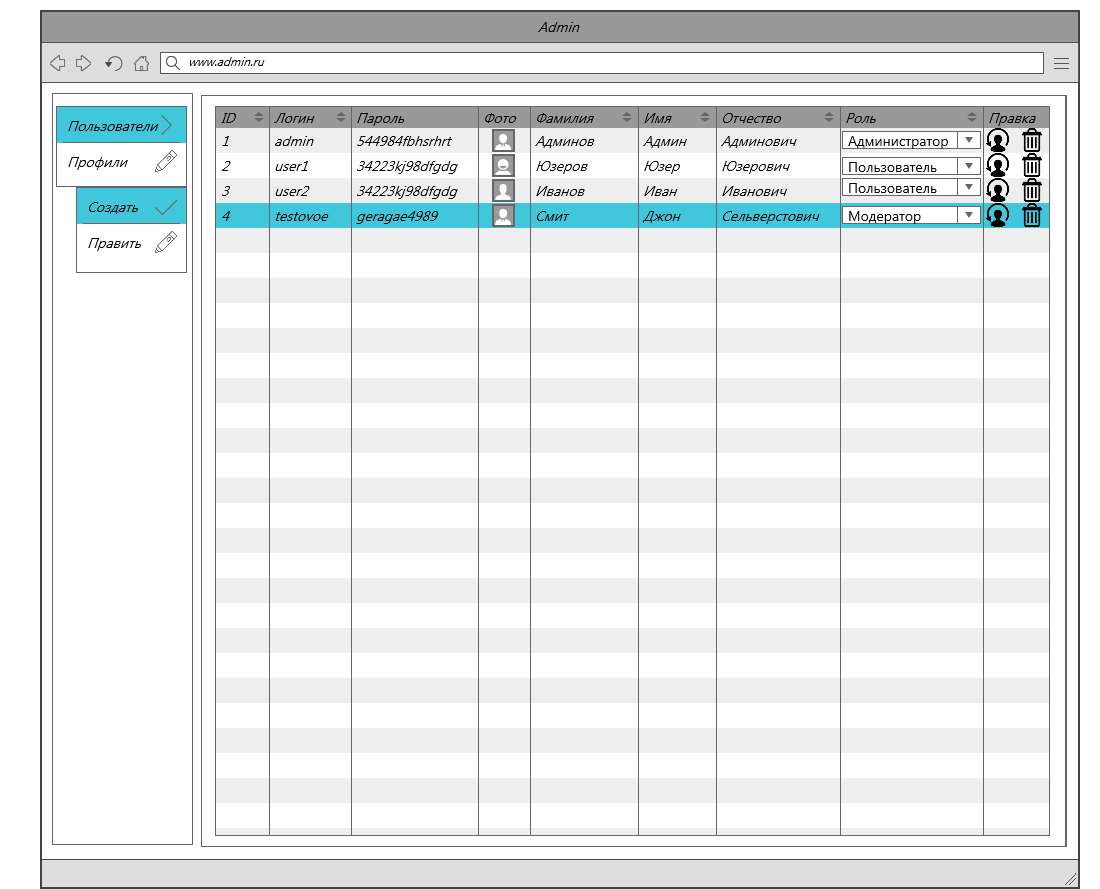 Admin
www.admin.ru
Пользователи
Профили
Создать
Править
ID Логин Пароль Фото Фамилия Имя Отчество Роль Правка
1 admin 544984fbhsrhrt Админов Админ Админович Администратор
2 user1 34223kj98dfgdg Юзеров Юзер Юзерович Пользователь
3 user2 34223kj98dfgdg Иванов Иван Иванович Пользователь
4 testovoe geragae4989 Смит Джон Сельверстович Модератор